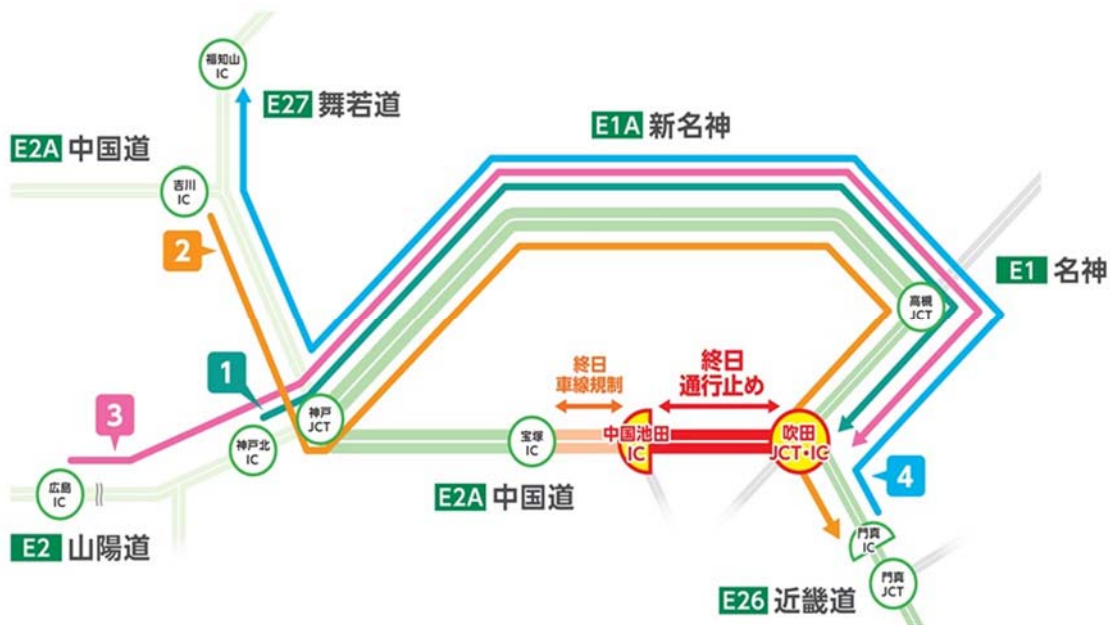 福知山
IC
E27 舞若道
E2A 中国道
E1A 新名神
吉川
IC
2
E1 名神
高槻
JCT
1
終日
車線規制
終日
通行止め
3
神戸
JCT
神戸北
IC
宝塚
IC
中国池田
IC
吹田
JCT・IC
4
広島
IC
E2A 中国道
E2 山陽道
門真
IC
門真
JCT
E26 近畿道